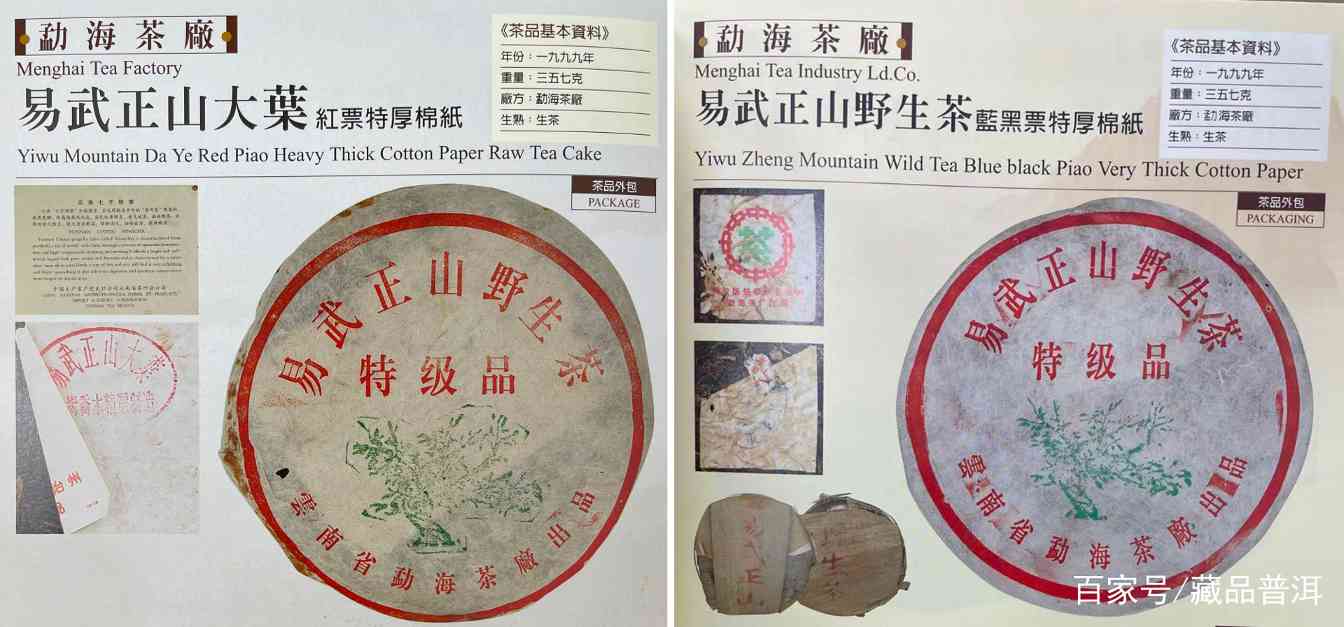 勐海茶廠
Menghai Tea Factory
易武正山大葉紅票特厚棉紙
Yiwu Mountain Da Ye Red Piao Heavy Thick Cotton Paper Raw Tea Cake
《茶品基本資料》
年份：一九九九年
重量：三五七克
廠方：勐海茶廠
生熟：生茶
茶品外包
PACKAGE
易武正山大葉
易武正山野生茶
特级品
雲南省勐海茶廠出品
勐海茶廠
Menghai Tea Industry Ld.Co.
易武正山野生茶藍黑票特厚棉紙
Yiwu Zheng Mountain Wild Tea Blue black Piao Very Thick Cotton Paper
《茶品基本資料》
年份：一九九九年
重量：三五七克
廠方：勐海茶廠
生熟：生茶
茶品外包
PACKAGING
茶
易武正山野生茶
特级品
雲南省勐海茶廠出品
武正山
生茶
百家号/藏品普洱